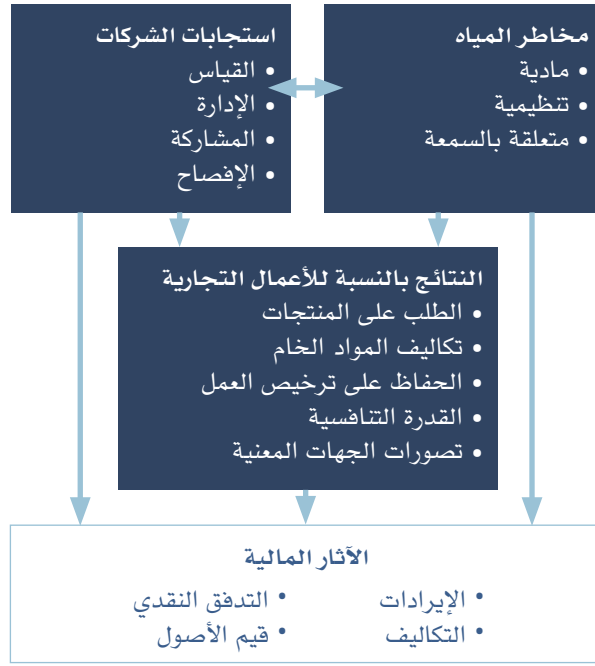 مخاطر المياه
• مادية
• تنظيمية
• متعلقة بالسمعة
استجابات الشركات
• القياس
• الإدارة
• المشاركة
• الإفصاح
النتائج بالنسبة للأعمال التجارية
• الطلب على المنتجات
• تكاليف المواد الخام
• الحفاظ على ترخيص العمل
• القدرة التنافسية
• تصورات الجهات المعنية
الآثار المالية
• الإيرادات
• التكاليف
• التدفق النقدي
• قيم الأصول